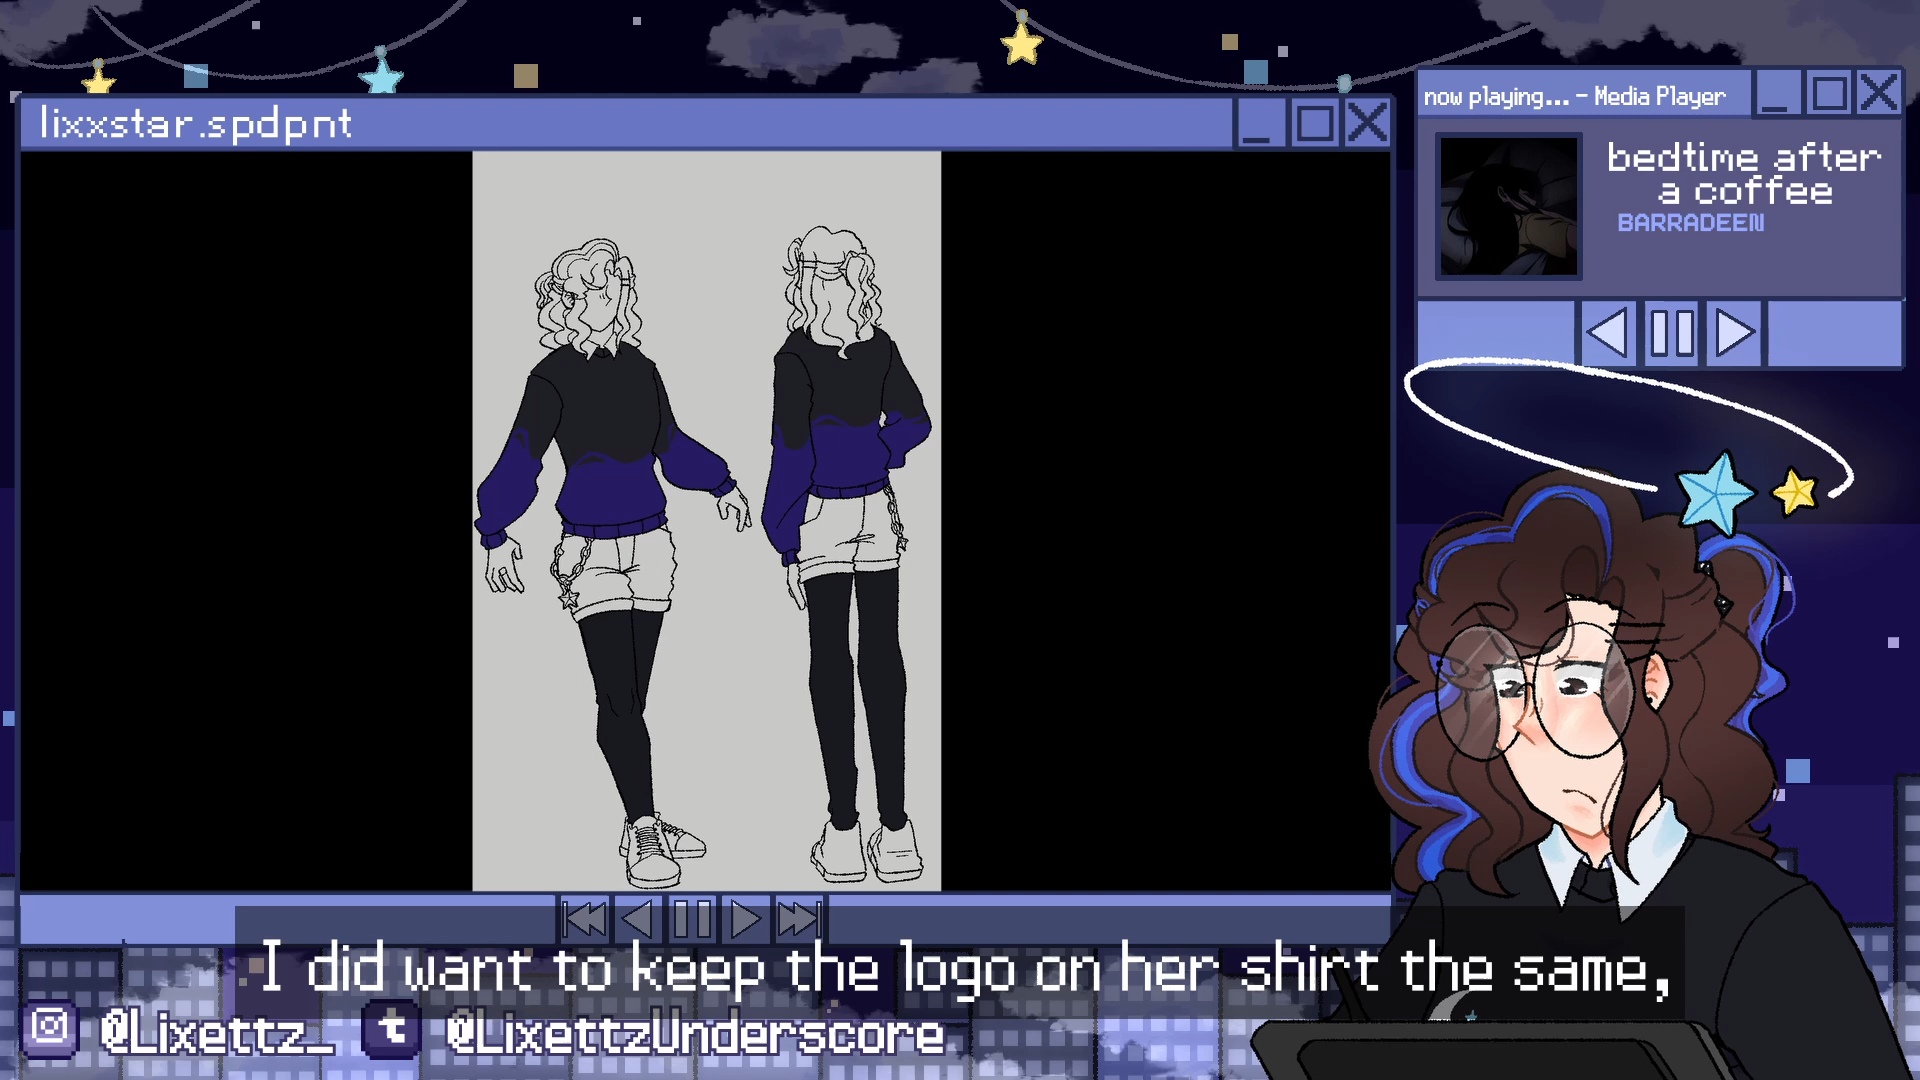 lixxstar.spdpnt
now playing... - Media Player
bedtime after
a coffee
BARRADEEN
I did want to keep the logo on her shirt the same,
@Lixettz_
t @LixettzUnderscore